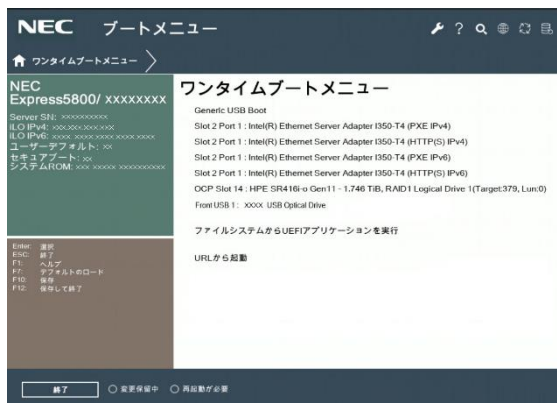 NEC ブートメニュー
ワンタイムブートメニュー
NEC
Express5800/ XXXXXXXX
Server SN: xxxxxxxxxx
iLO IPv4: xxx.xxx.xxx.xxx
iLO IPv6: xxxx xxxx xxxx xxxx xxxx
ユーザーデフォルト: xx
セキュアブート: xx
システムROM: xxx xxxxx xxxxxxxxxx
Enter: 選択
ESC: 終了
F1: ヘルプ
F7: デフォルトのロード
F10: 保存
F12: 保存して終了
ワンタイムブートメニュー
Generic USB Boot
Slot 2 Port 1 : Intel(R) Ethernet Server Adapter I350-T4 (PXE IPv4)
Slot 2 Port 1 : Intel(R) Ethernet Server Adapter I350-T4 (HTTP(S) IPv4)
Slot 2 Port 1 : Intel(R) Ethernet Server Adapter I350-T4 (PXE IPv6)
Slot 2 Port 1 : Intel(R) Ethernet Server Adapter I350-T4 (HTTP(S) IPv6)
OCP Slot 14 : HPE SR416i-o Gen11 - 1.746 TiB, RAID1 Logical Drive 1(Target:379, Lun:0)
Front USB 1 : XXXX USB Optical Drive
ファイルシステムからUEFIアプリケーションを実行
URLから起動
終了 変更保留中 再起動が必要